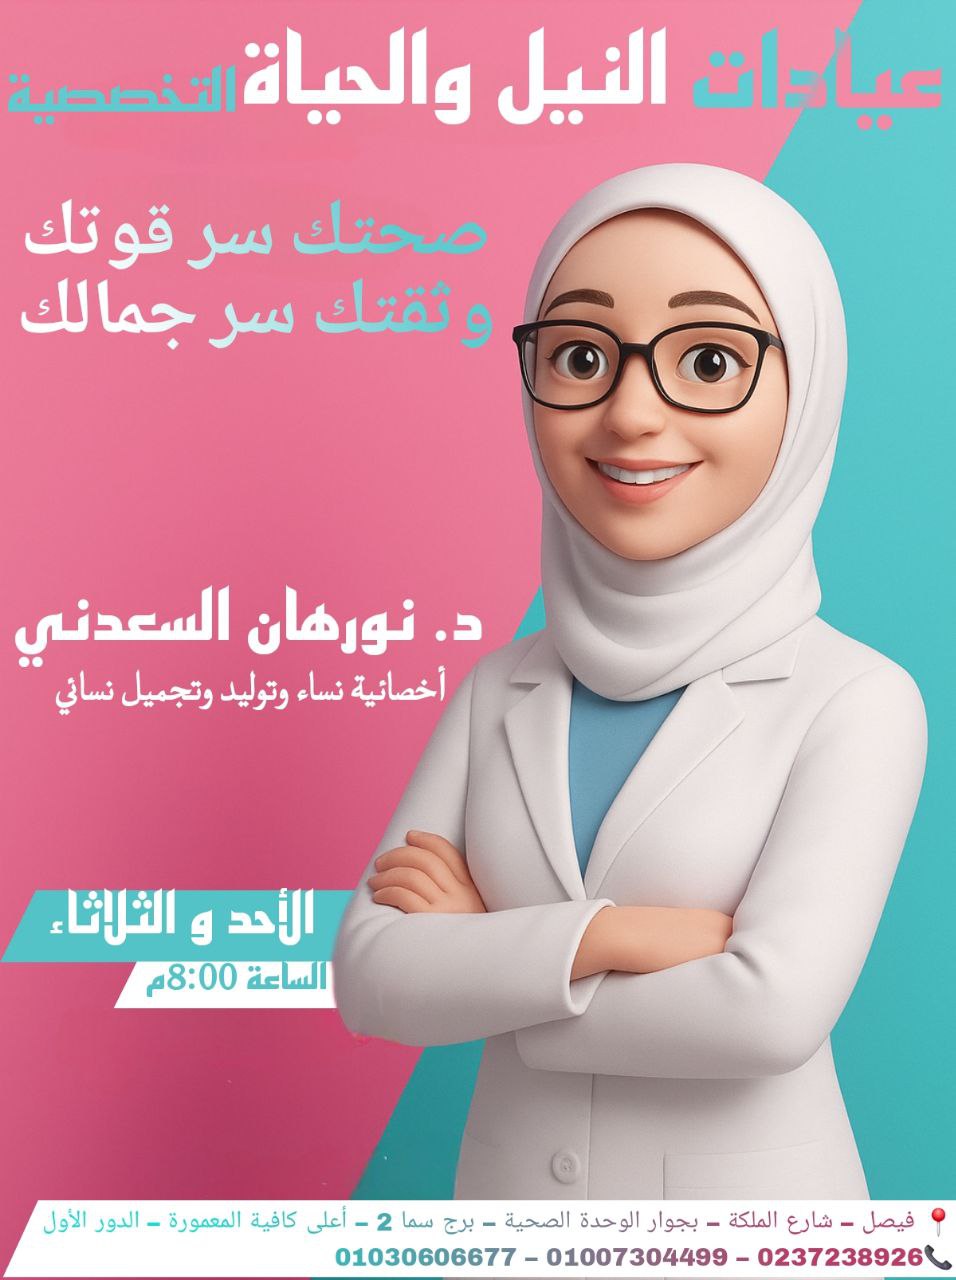 عيادات النيل والحياة التخصصية
صحتك سر قوتك
وثقتك سر جمالك
د. نورهان السعدني
أخصائية نساء وتوليد وتجميل نسائي
الأحد و الثلاثاء
الساعة 8:00م
فيصل – شارع الملكة – بجوار الوحدة الصحية – برج سما 2 – أعلى كافية المعمورة – الدور الأول
01030606677 – 01007304499 – 0237238926